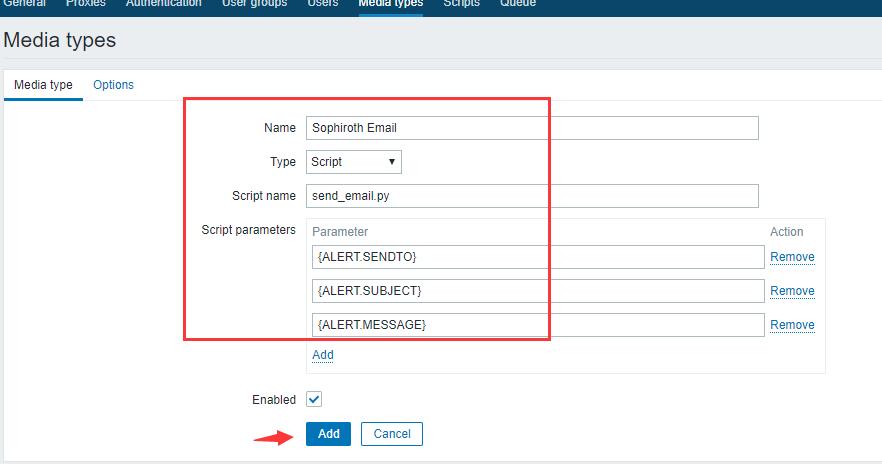 General Proxies Authentication User groups Users Media types Scripts Queue
Media types
Media type Options
Name Sophiroth Email
Type Script
Script name send_email.py
Script parameters Parameter Action
{ALERT.SENDTO} Remove
{ALERT.SUBJECT} Remove
{ALERT.MESSAGE} Remove
Add
Enabled
Add Cancel